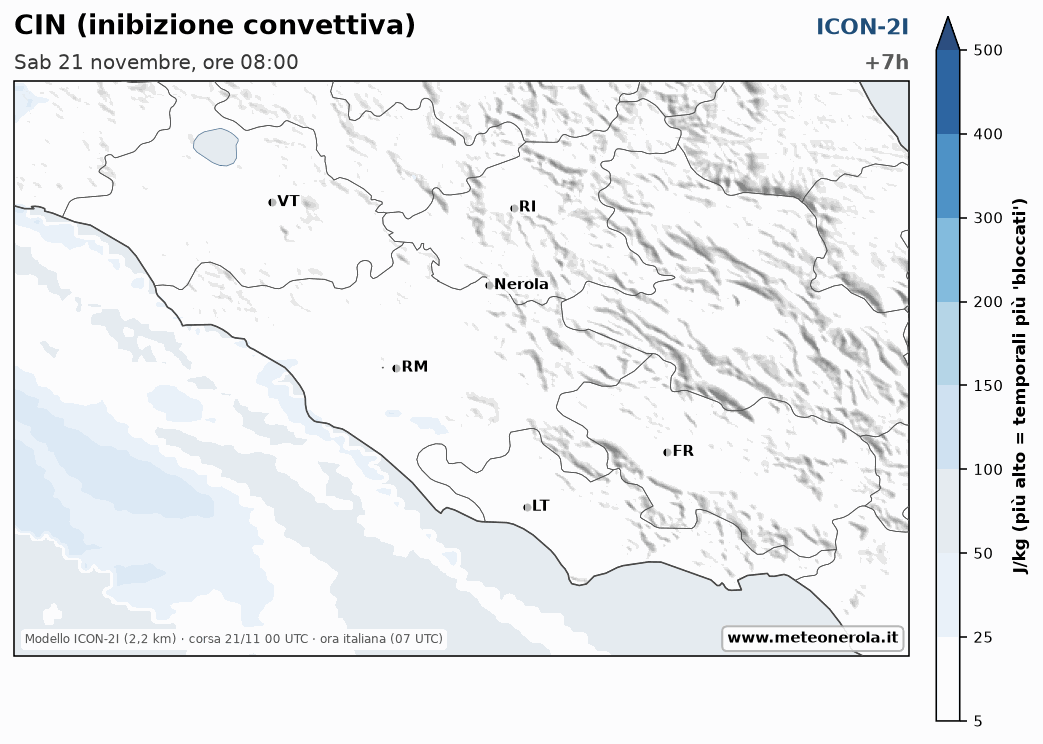 CIN (inibizione convettiva)
ICON-2I
Sab 21 novembre, ore 08:00
+7h
VT
RI
Nerola
RM
FR
LT
Modello ICON-2I (2,2 km) · corsa 21/11 00 UTC · ora italiana (07 UTC)
www.meteonerola.it
500
400
300
200
150
100
50
25
5
J/kg (più alto = temporali più 'bloccati')